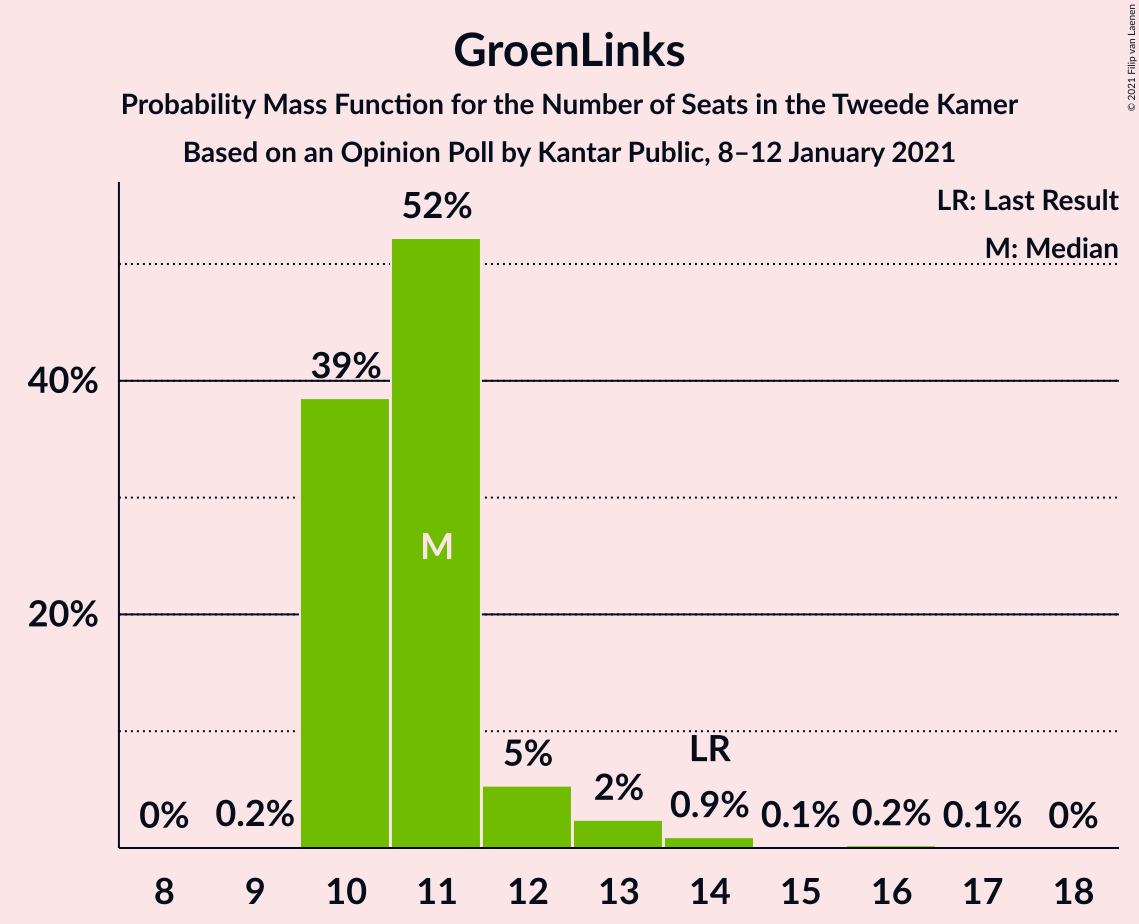 GroenLinks
Probability Mass Function for the Number of Seats in the Tweede Kamer
Based on an Opinion Poll by Kantar Public, 8–12 January 2021
© 2021 Filip van Laenen
LR: Last Result
M: Median
40%
20%
0%
0.2%
39%
52%
M
5%
2%
LR
0.9%
0.1%
0.2%
0.1%
0%
8 9 10 11 12 13 14 15 16 17 18